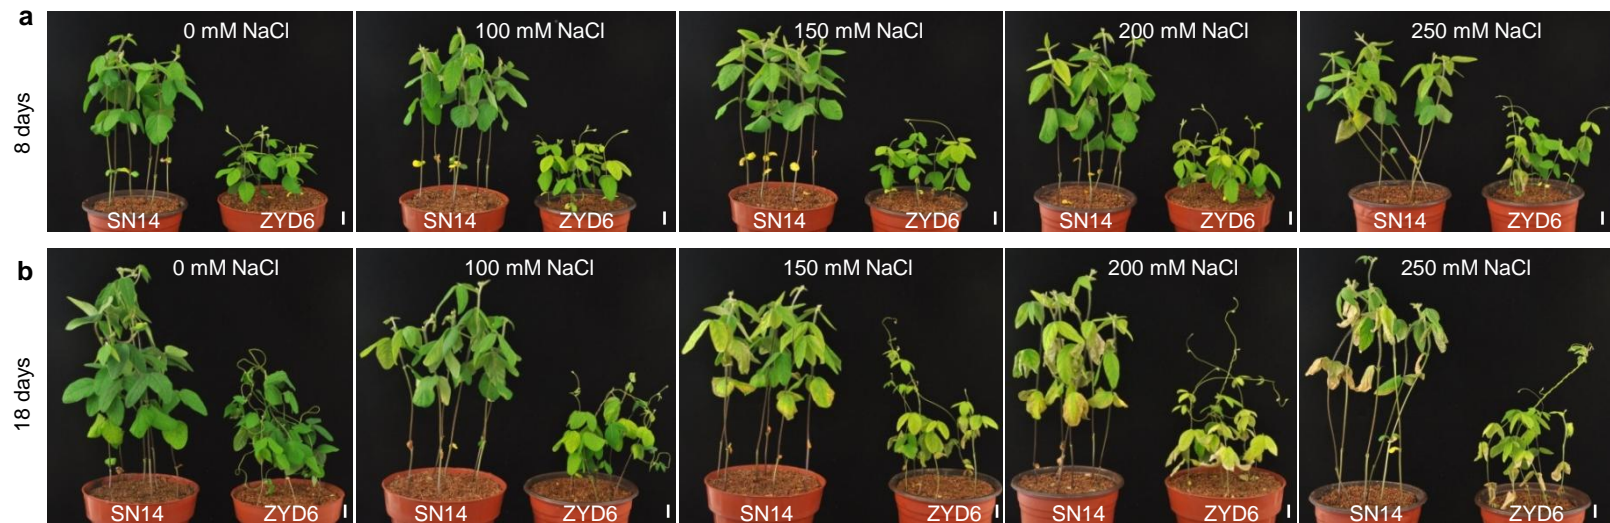 a
8 days
0 mM NaCl
100 mM NaCl
150 mM NaCl
200 mM NaCl
250 mM NaCl
SN14
ZYD6
SN14
ZYD6
SN14
ZYD6
SN14
ZYD6
SN14
ZYD6
b
18 days
0 mM NaCl
100 mM NaCl
150 mM NaCl
200 mM NaCl
250 mM NaCl
SN14
ZYD6
SN14
ZYD6
SN14
ZYD6
SN14
ZYD6
SN14
ZYD6